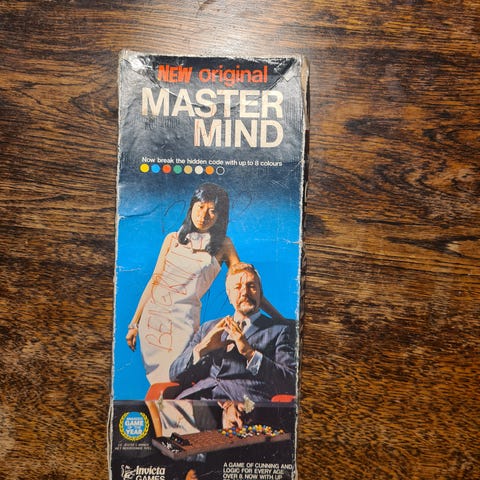 NEW original
MASTER
MIND
Now break the hidden code with up to 8 colours
GAME
OF THE
YEAR
Invicta
GAMES
A GAME OF CUNNING AND
LOGIC FOR EVERY AGE
OVER 8. NOW WITH UP